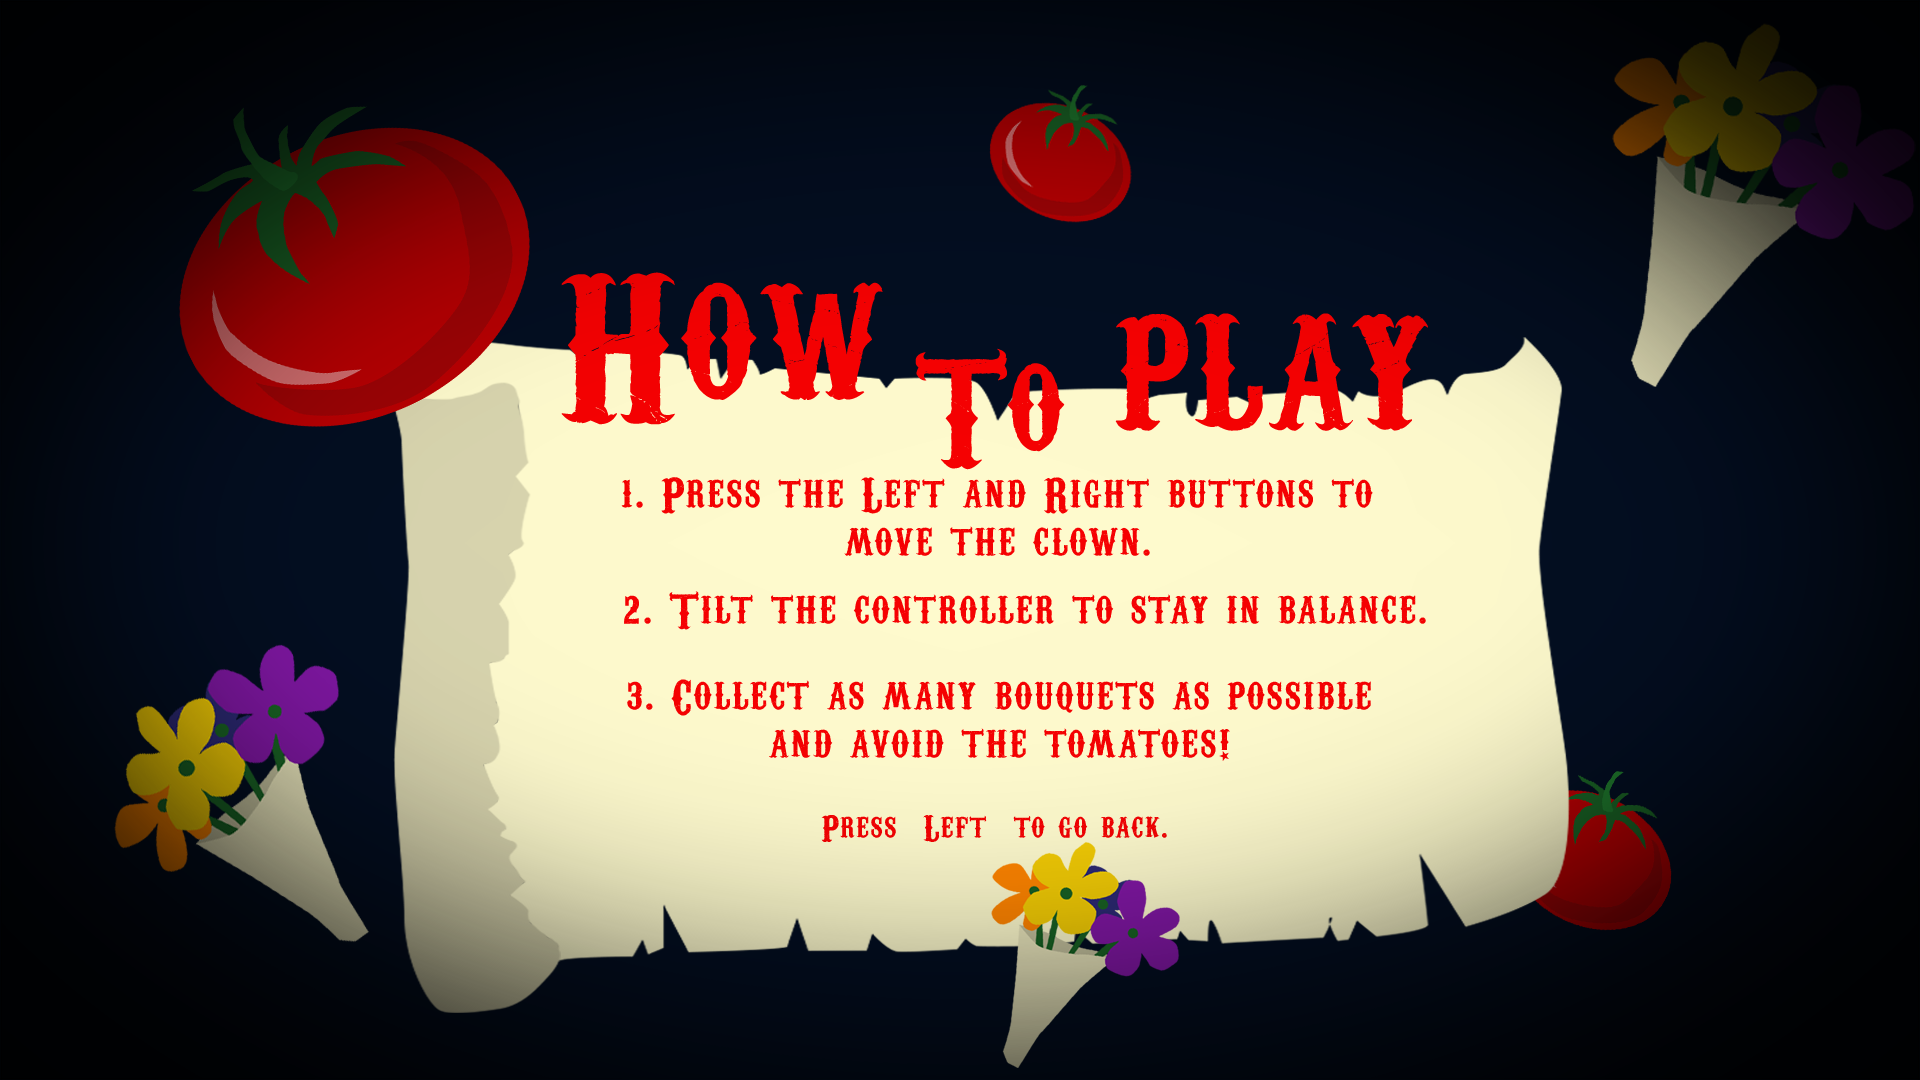 How To Play
1. Press the Left and Right buttons to
move the clown.
2. Tilt the controller to stay in balance.
3. Collect as many bouquets as possible
and avoid the tomatoes!
Press Left to go back.